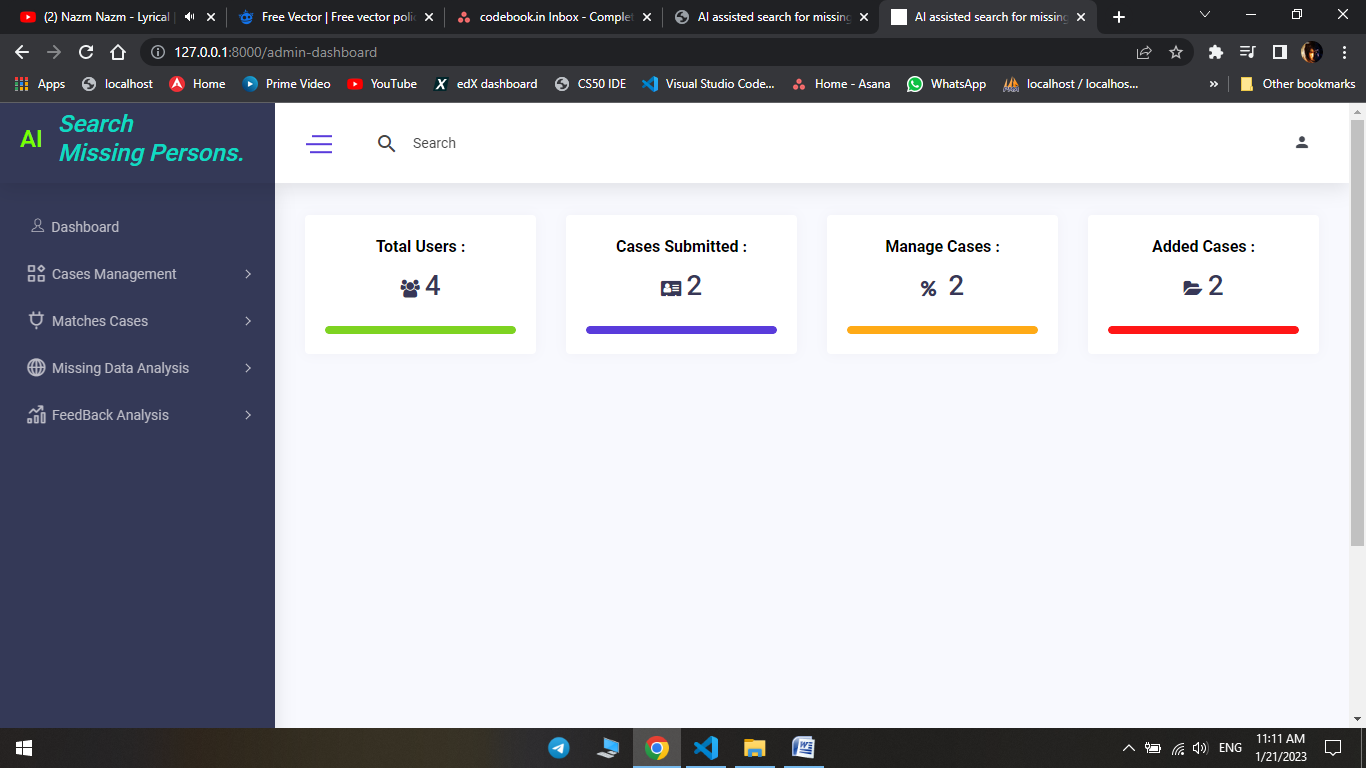 (2) Nazm Nazm - Lyrical
Free Vector | Free vector polic
codebook.in Inbox - Complet
AI assisted search for missing
AI assisted search for missing
127.0.0.1:8000/admin-dashboard
Apps
localhost
Home
Prime Video
YouTube
edX dashboard
CS50 IDE
Visual Studio Code...
Home - Asana
WhatsApp
localhost / localhos...
»
Other bookmarks
AI
Search
Missing Persons.
Search
Dashboard
Cases Management
Matches Cases
Missing Data Analysis
FeedBack Analysis
Total Users :
4
Cases Submitted :
2
Manage Cases :
% 2
Added Cases :
2
ENG
11:11 AM
1/21/2023